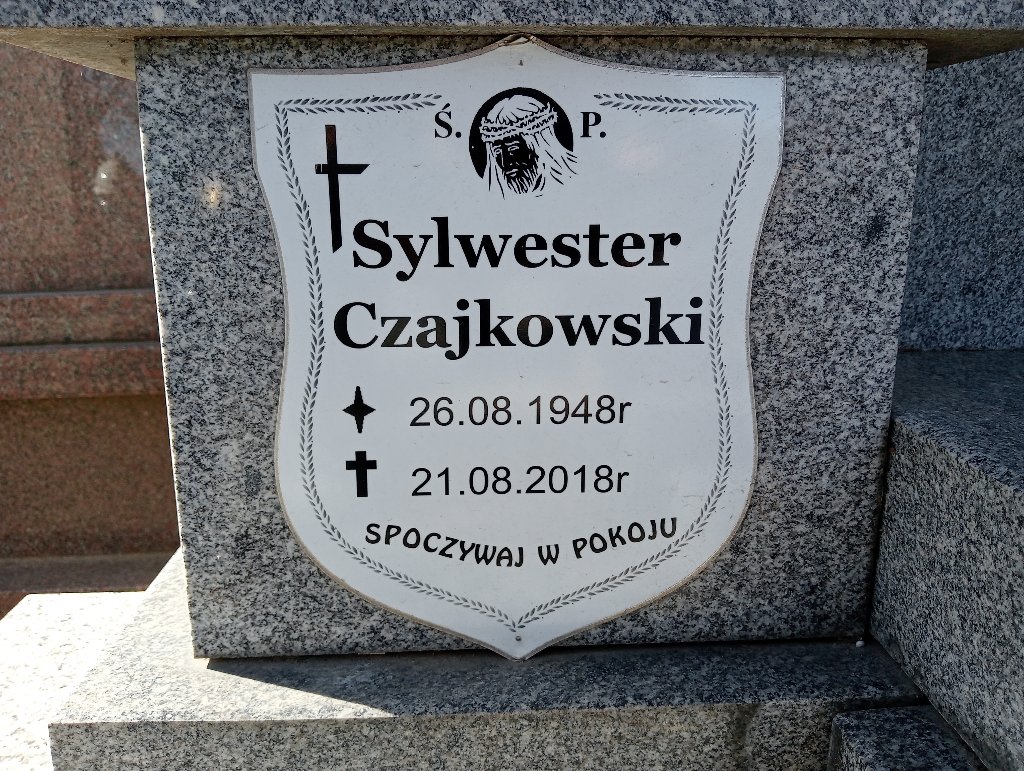 Ś. P.
Sylwester
Czajkowski
26.08.1948r
21.08.2018r
SPOCZYWAJ W POKOJU